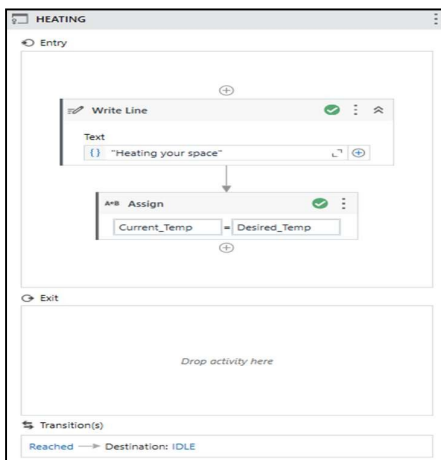 HEATING
Entry
Write Line
Text
{} "Heating your space"
A*B Assign
Current_Temp = Desired_Temp
Exit
Drop activity here
Transition(s)
Reached Destination: IDLE